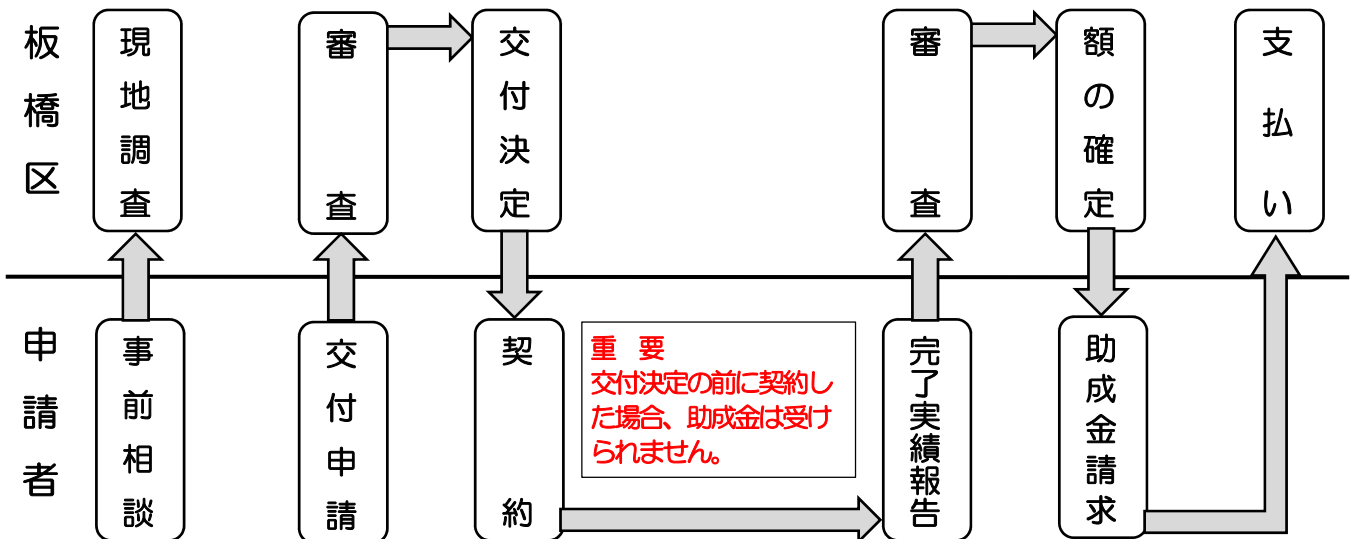 板橋区
現地調査
審査
交付決定
審査
額の確定
支払い
申請者
事前相談
交付申請
契約
重 要
交付決定の前に契約し
た場合、助成金は受け
られません。
完了実績報告
助成金請求